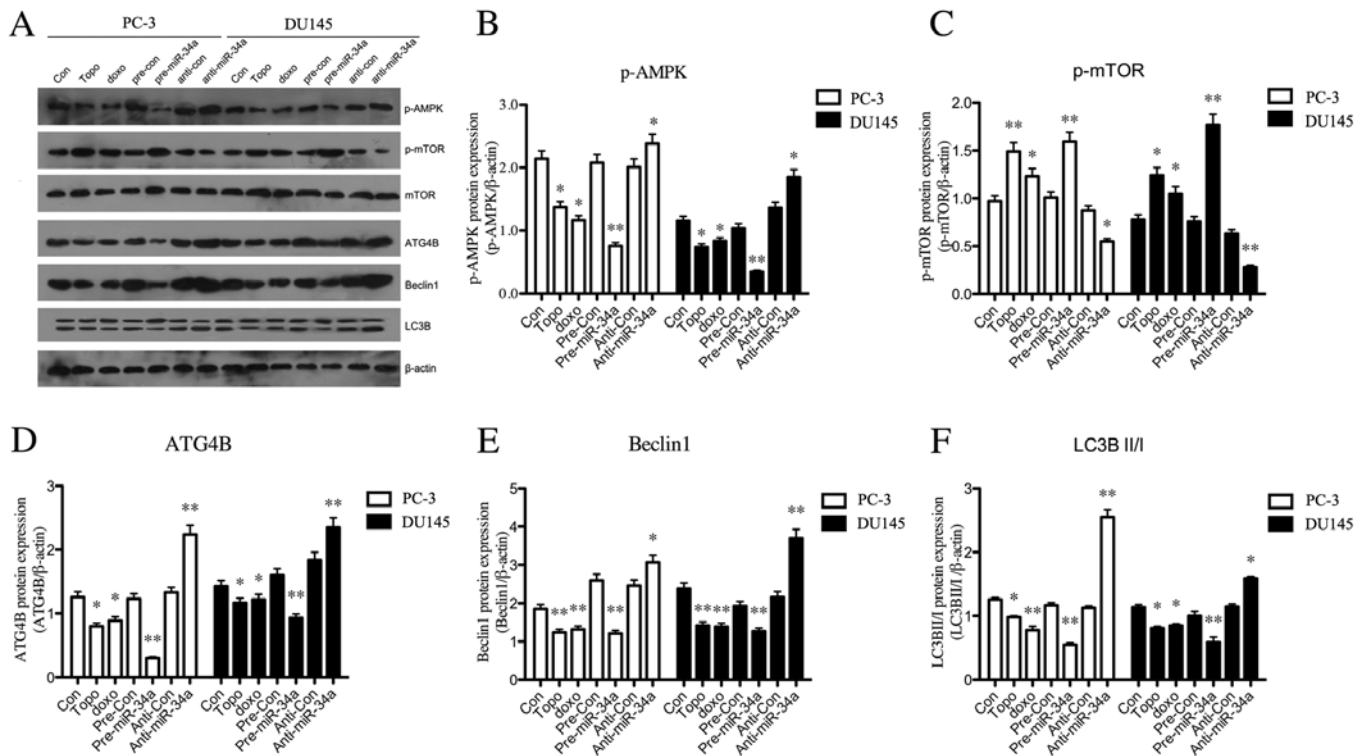 A
PC-3
DU145
Con
Topo
doxo
pre-con
pre-miR-34a
anti-con
anti-miR-34a
Con
Topo
doxo
pre-con
pre-miR-34a
anti-con
anti-miR-34a
p-AMPK
p-mTOR
mTOR
ATG4B
Beclin1
LC3B
β-actin
B
p-AMPK
PC-3
DU145
p-AMPK protein expression
(p-AMPK/β-actin)
3.0
2.0
1.0
0.0
* * ** * * * ** *
Con
Topo
doxo
Pre-Con
Pre-miR-34a
Anti-Con
Anti-miR-34a
Con
Topo
doxo
Pre-Con
Pre-miR-34a
Anti-Con
Anti-miR-34a
C
p-mTOR
PC-3
DU145
p-mTOR protein expression
(p-mTOR/β-actin)
2.0
1.5
1.0
0.5
0.0
** * ** * * * ** **
Con
Topo
doxo
Pre-Con
Pre-miR-34a
Anti-Con
Anti-miR-34a
Con
Topo
doxo
Pre-Con
Pre-miR-34a
Anti-Con
Anti-miR-34a
D
ATG4B
PC-3
DU145
ATG4B protein expression
(ATG4B/β-actin)
3
2
1
0
* * ** ** * * ** **
Con
Topo
doxo
Pre-Con
Pre-miR-34a
Anti-Con
Anti-miR-34a
Con
Topo
doxo
Pre-Con
Pre-miR-34a
Anti-Con
Anti-miR-34a
E
Beclin1
PC-3
DU145
Beclin1 protein expression
(Beclin1/β-actin)
5
4
3
2
1
0
** ** ** * ** ** ** **
Con
Topo
doxo
Pre-Con
Pre-miR-34a
Anti-Con
Anti-miR-34a
Con
Topo
doxo
Pre-Con
Pre-miR-34a
Anti-Con
Anti-miR-34a
F
LC3B II/I
PC-3
DU145
LC3BII/I protein expression
(LC3BII/I /β-actin)
3
2
1
0
* ** ** ** * * ** *
Con
Topo
doxo
Pre-Con
Pre-miR-34a
Anti-Con
Anti-miR-34a
Con
Topo
doxo
Pre-Con
Pre-miR-34a
Anti-Con
Anti-miR-34a